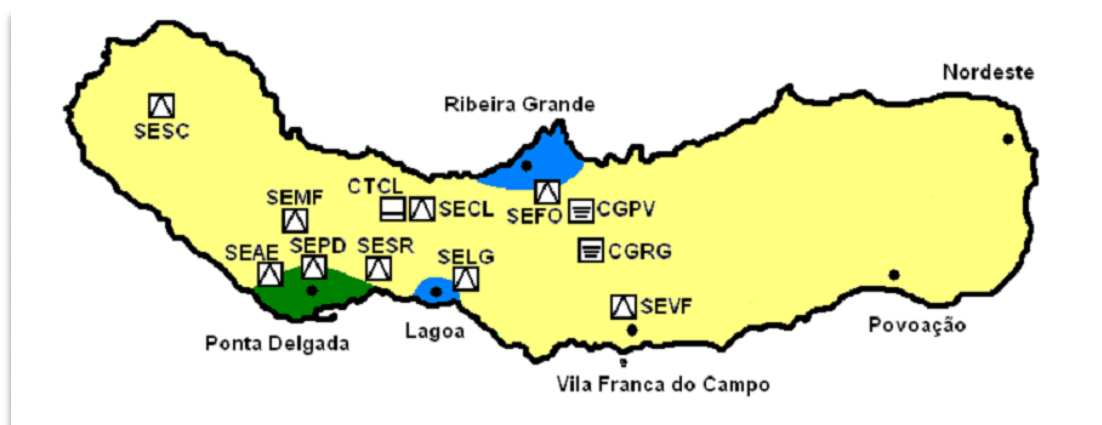 Nordeste
Ribeira Grande
SESC
CTCL
SEMF
SECL
SEFO
CGPV
SEAE
SEPD
SESR
SELG
CGRG
SEVF
Povoação
Lagoa
Ponta Delgada
Vila Franca do Campo